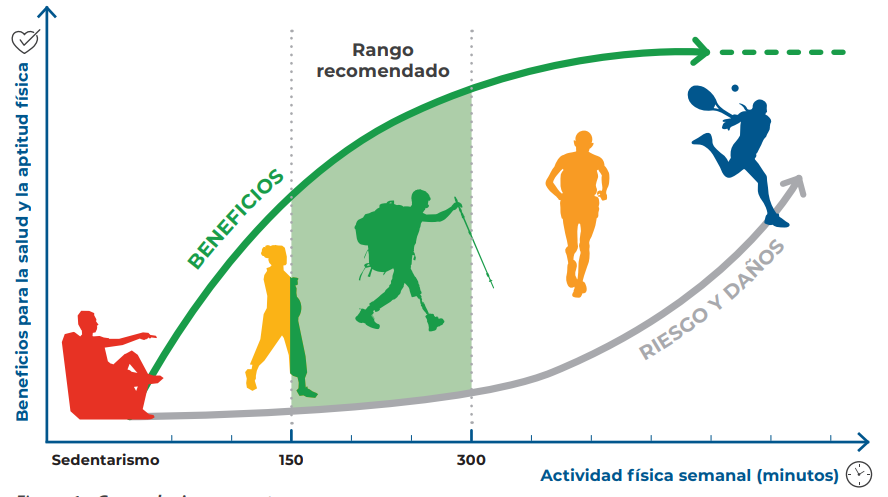 Rango
recomendado
Beneficios para la salud y la aptitud física
BENEFICIOS
RIESGO Y DAÑOS
Sedentarismo
150
300
Actividad física semanal (minutos)